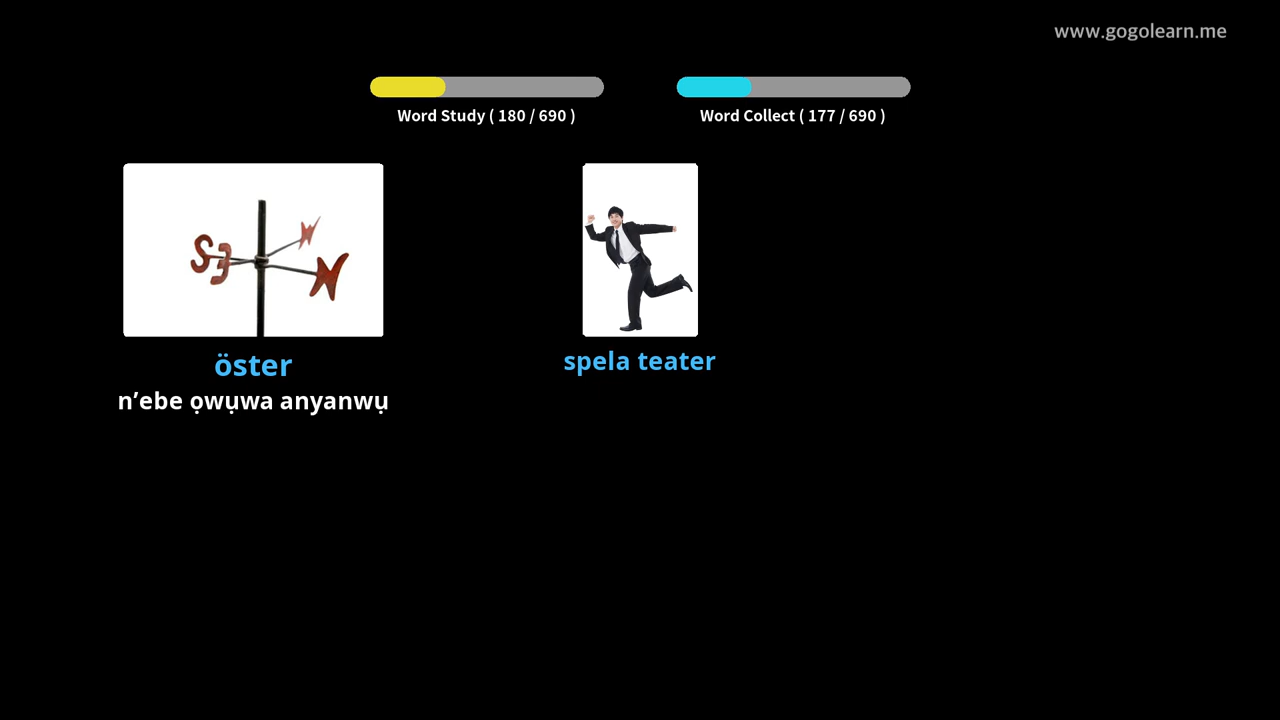 www.gogolearn.me
Word Study ( 180 / 690 )
Word Collect ( 177 / 690 )
S
E
W
N
öster
n’ebe ọwụwa anyanwụ
spela teater